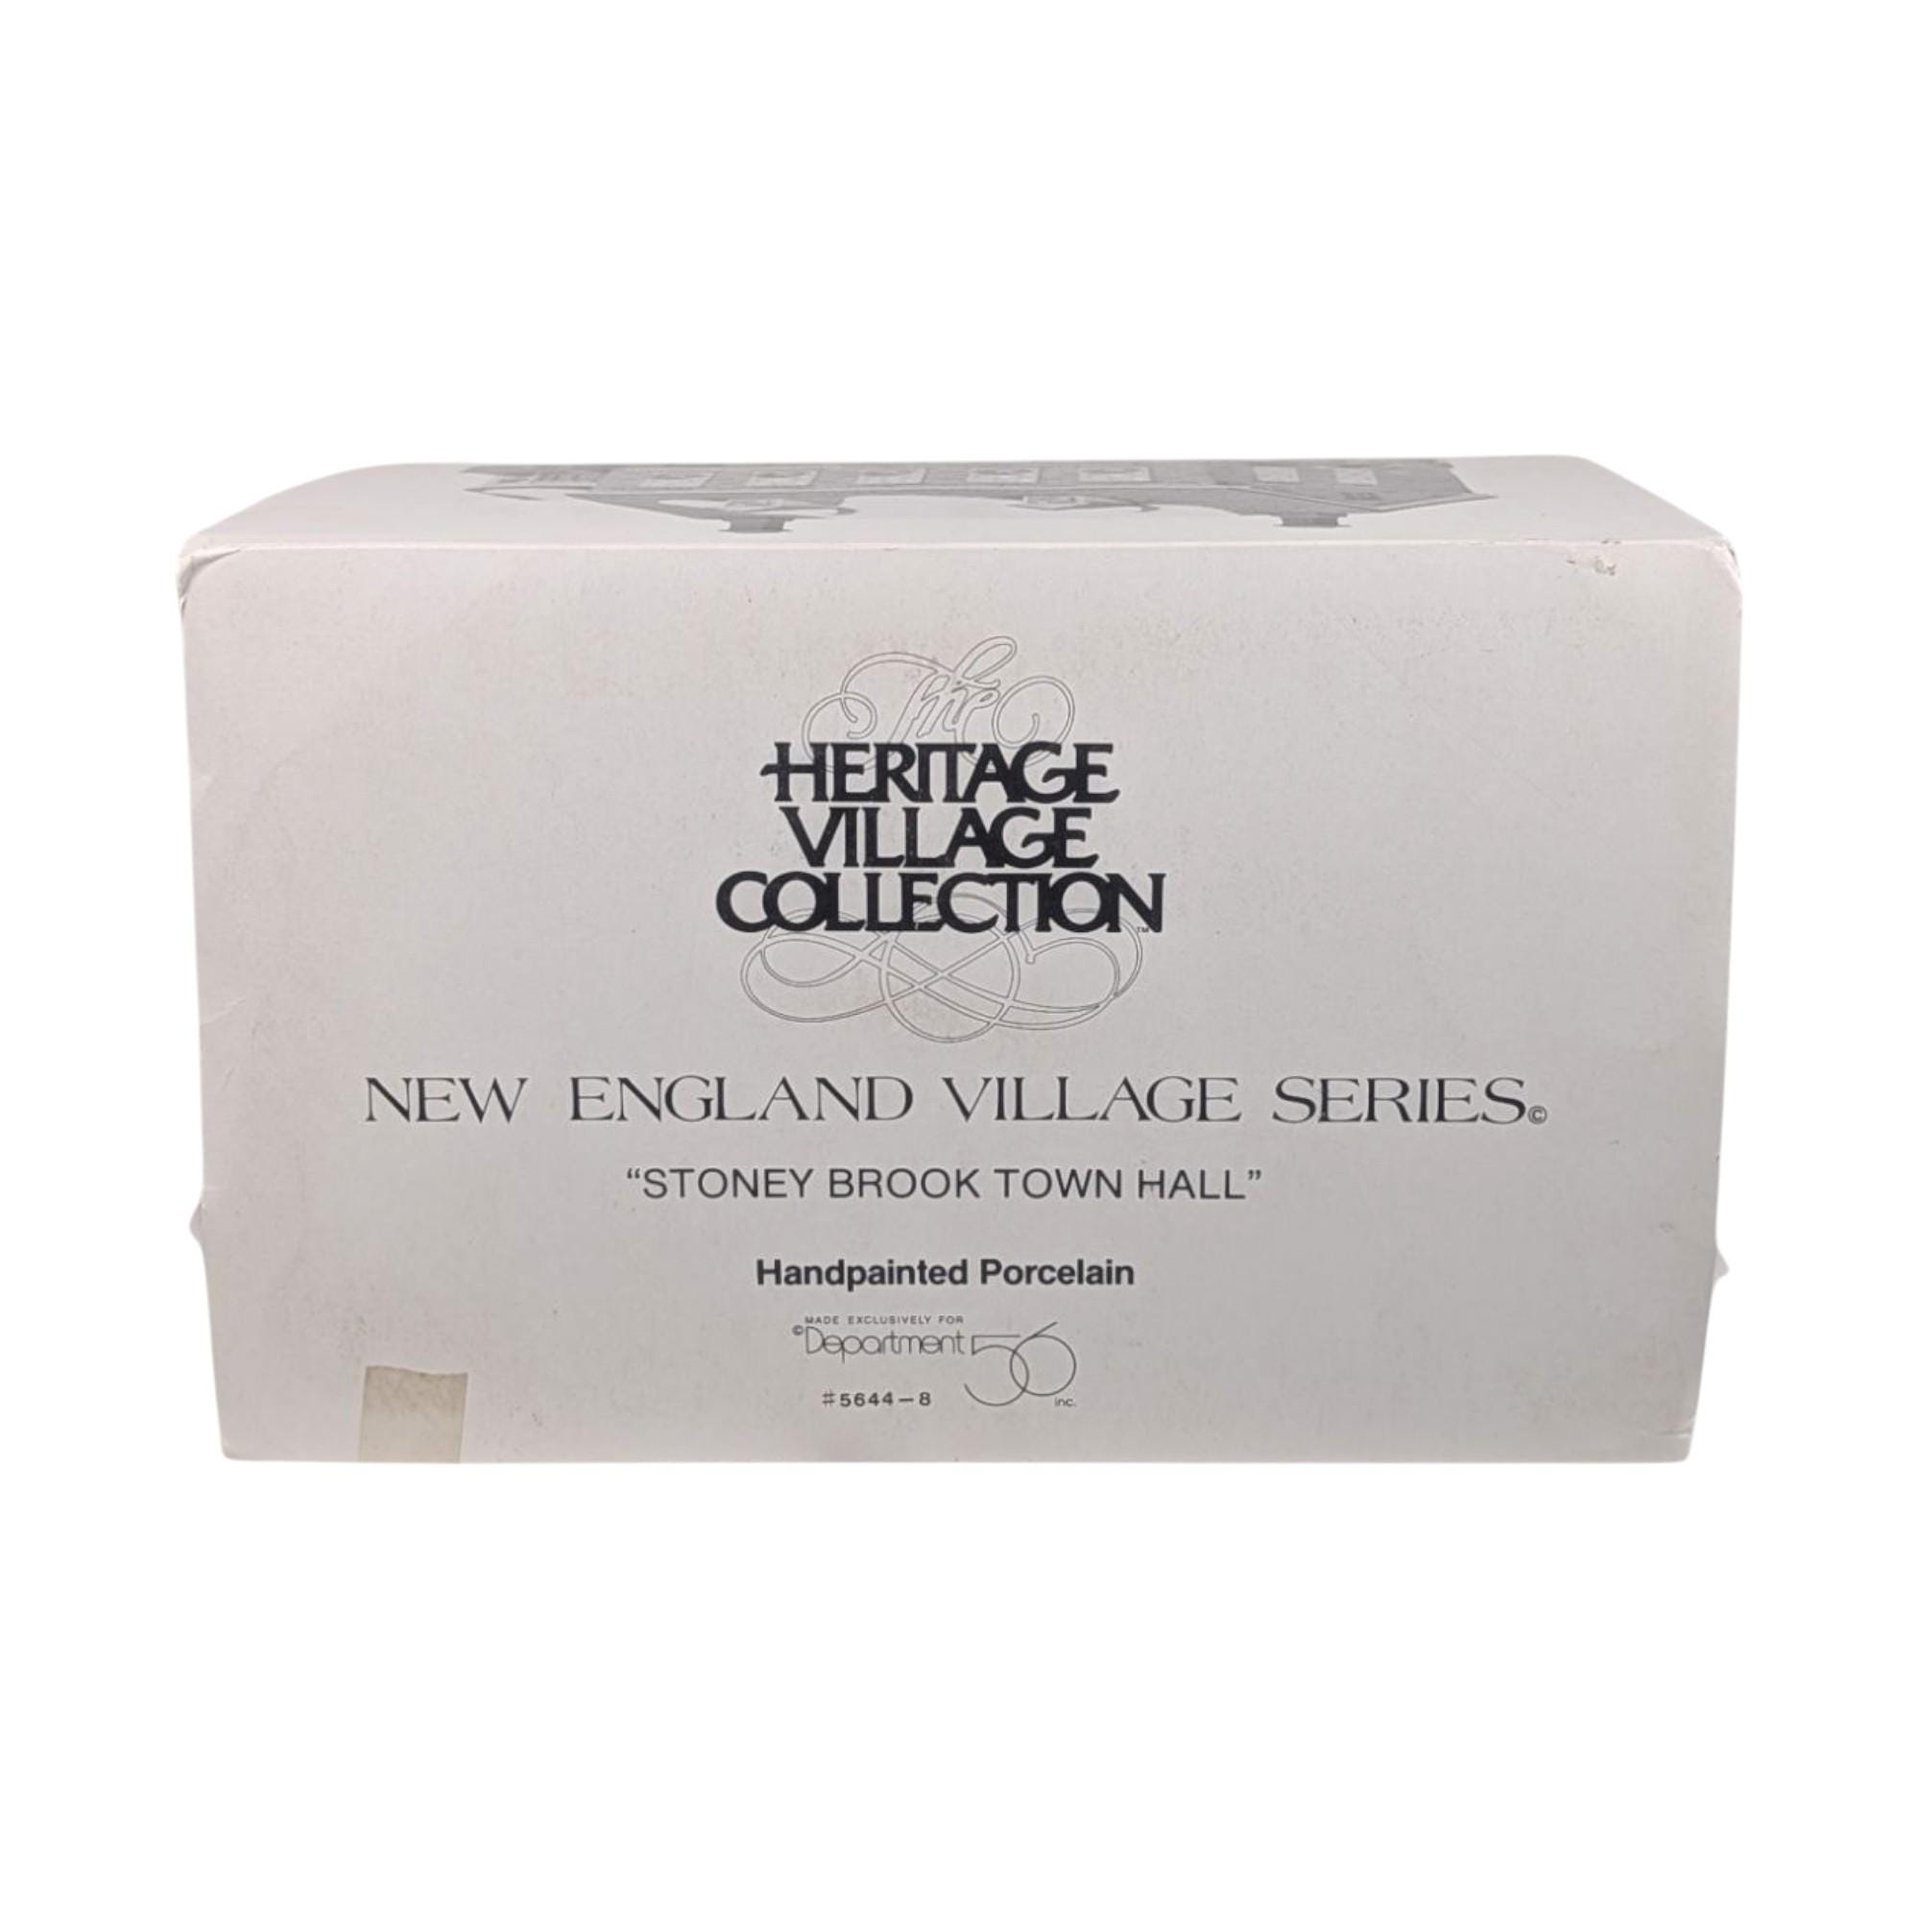 The
HERITAGE
VILLAGE
COLLECTION™
NEW ENGLAND VILLAGE SERIES©
“STONEY BROOK TOWN HALL”
Handpainted Porcelain
MADE EXCLUSIVELY FOR
©Department 56 inc.
#5644–8